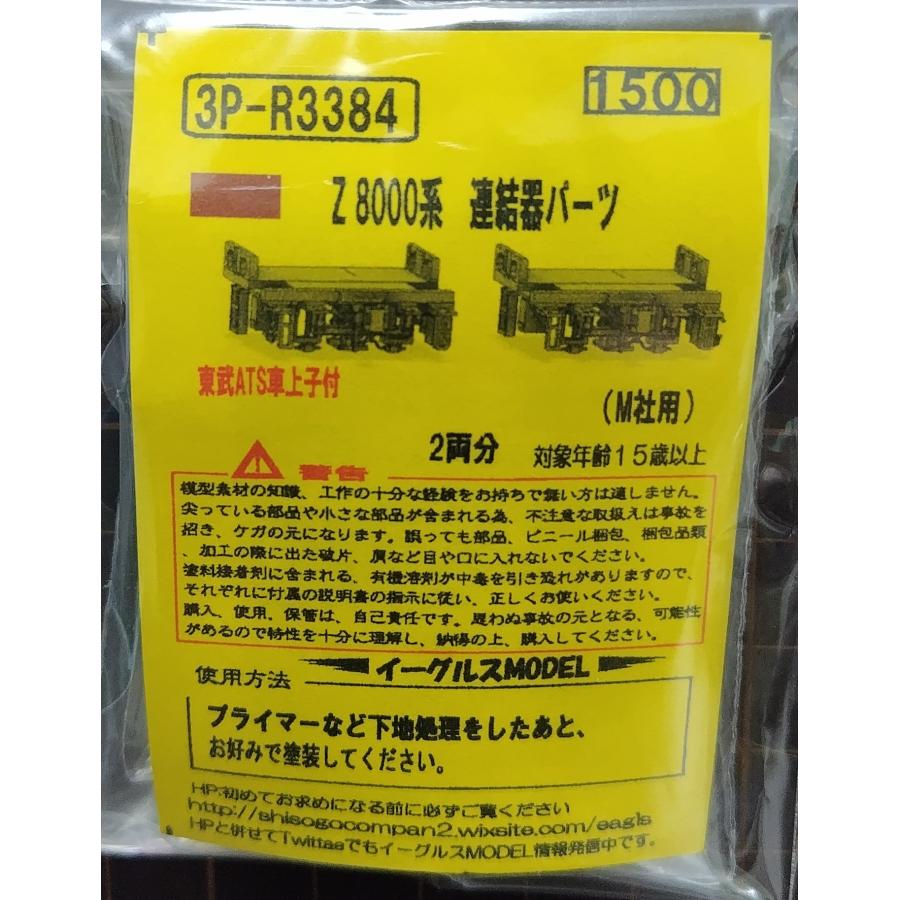 3P-R3384
1500
Z 8000系 連結器パーツ
東武ATS車上子付
(M社用)
2両分
対象年齢15歳以上
警告
模型素材の知識、工作の十分な経験をお持ちで無い方は適しません。
尖っている部品や小さな部品が含まれる為、不注意な取扱えは事故を
招き、ケガの元になります。誤っても部品、ビニール梱包、梱包品類
、加工の際に出た破片、屑など目や口に入れないでください。
塗料接着剤に含まれる、有機溶剤が中毒を引き恐れがありますので、
それぞれに付属の説明書の指示に従い、正しくお使いください。
購入、使用、保管は、自己責任です。思わぬ事故の元となる、可能性
があるので特性を十分に理解し、納得の上、購入してください。
イーグルスMODEL
使用方法
プライマーなど下地処理をしたあと、
お好みで塗装してください。
HP.初めてお求めになる前に必ずご覧ください
http://shisogocompan2.wixsite.com/eagls
HPと併せてTwittaeでもイーグルスMODEL情報発信中です。